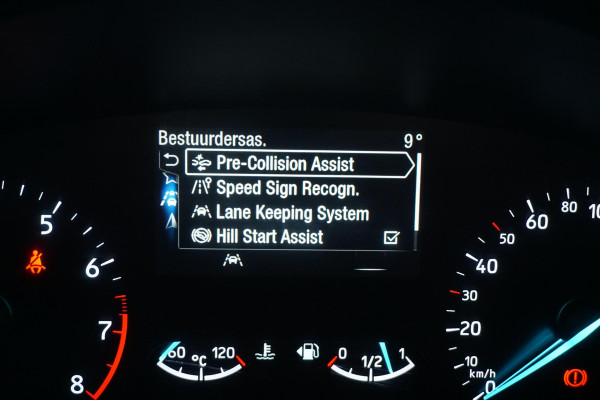 Bestuurdersas. 9°
Pre-Collision Assist
Speed Sign Recogn.
Lane Keeping System
Hill Start Assist
5
6
7
8
60 °C 120
0 1/2 1
0
10
20
30
40
50
60
80
10
km/h